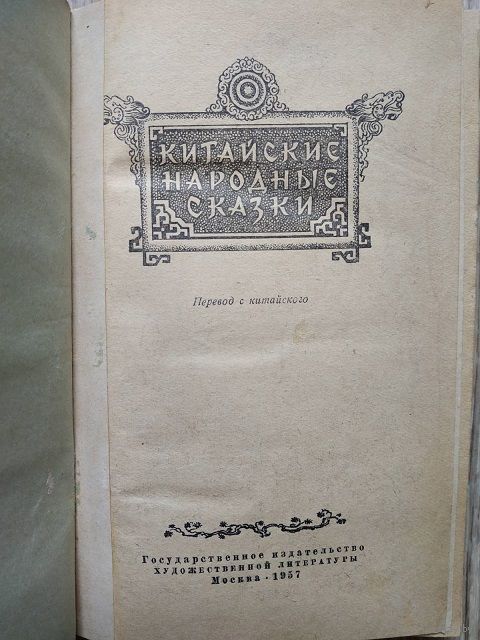 КИТАЙСКИЕ
НАРОДНЫЕ
СКАЗКИ
Перевод с китайского
Государственное издательство
ХУДОЖЕСТВЕННОЙ ЛИТЕРАТУРЫ
Москва · 1957